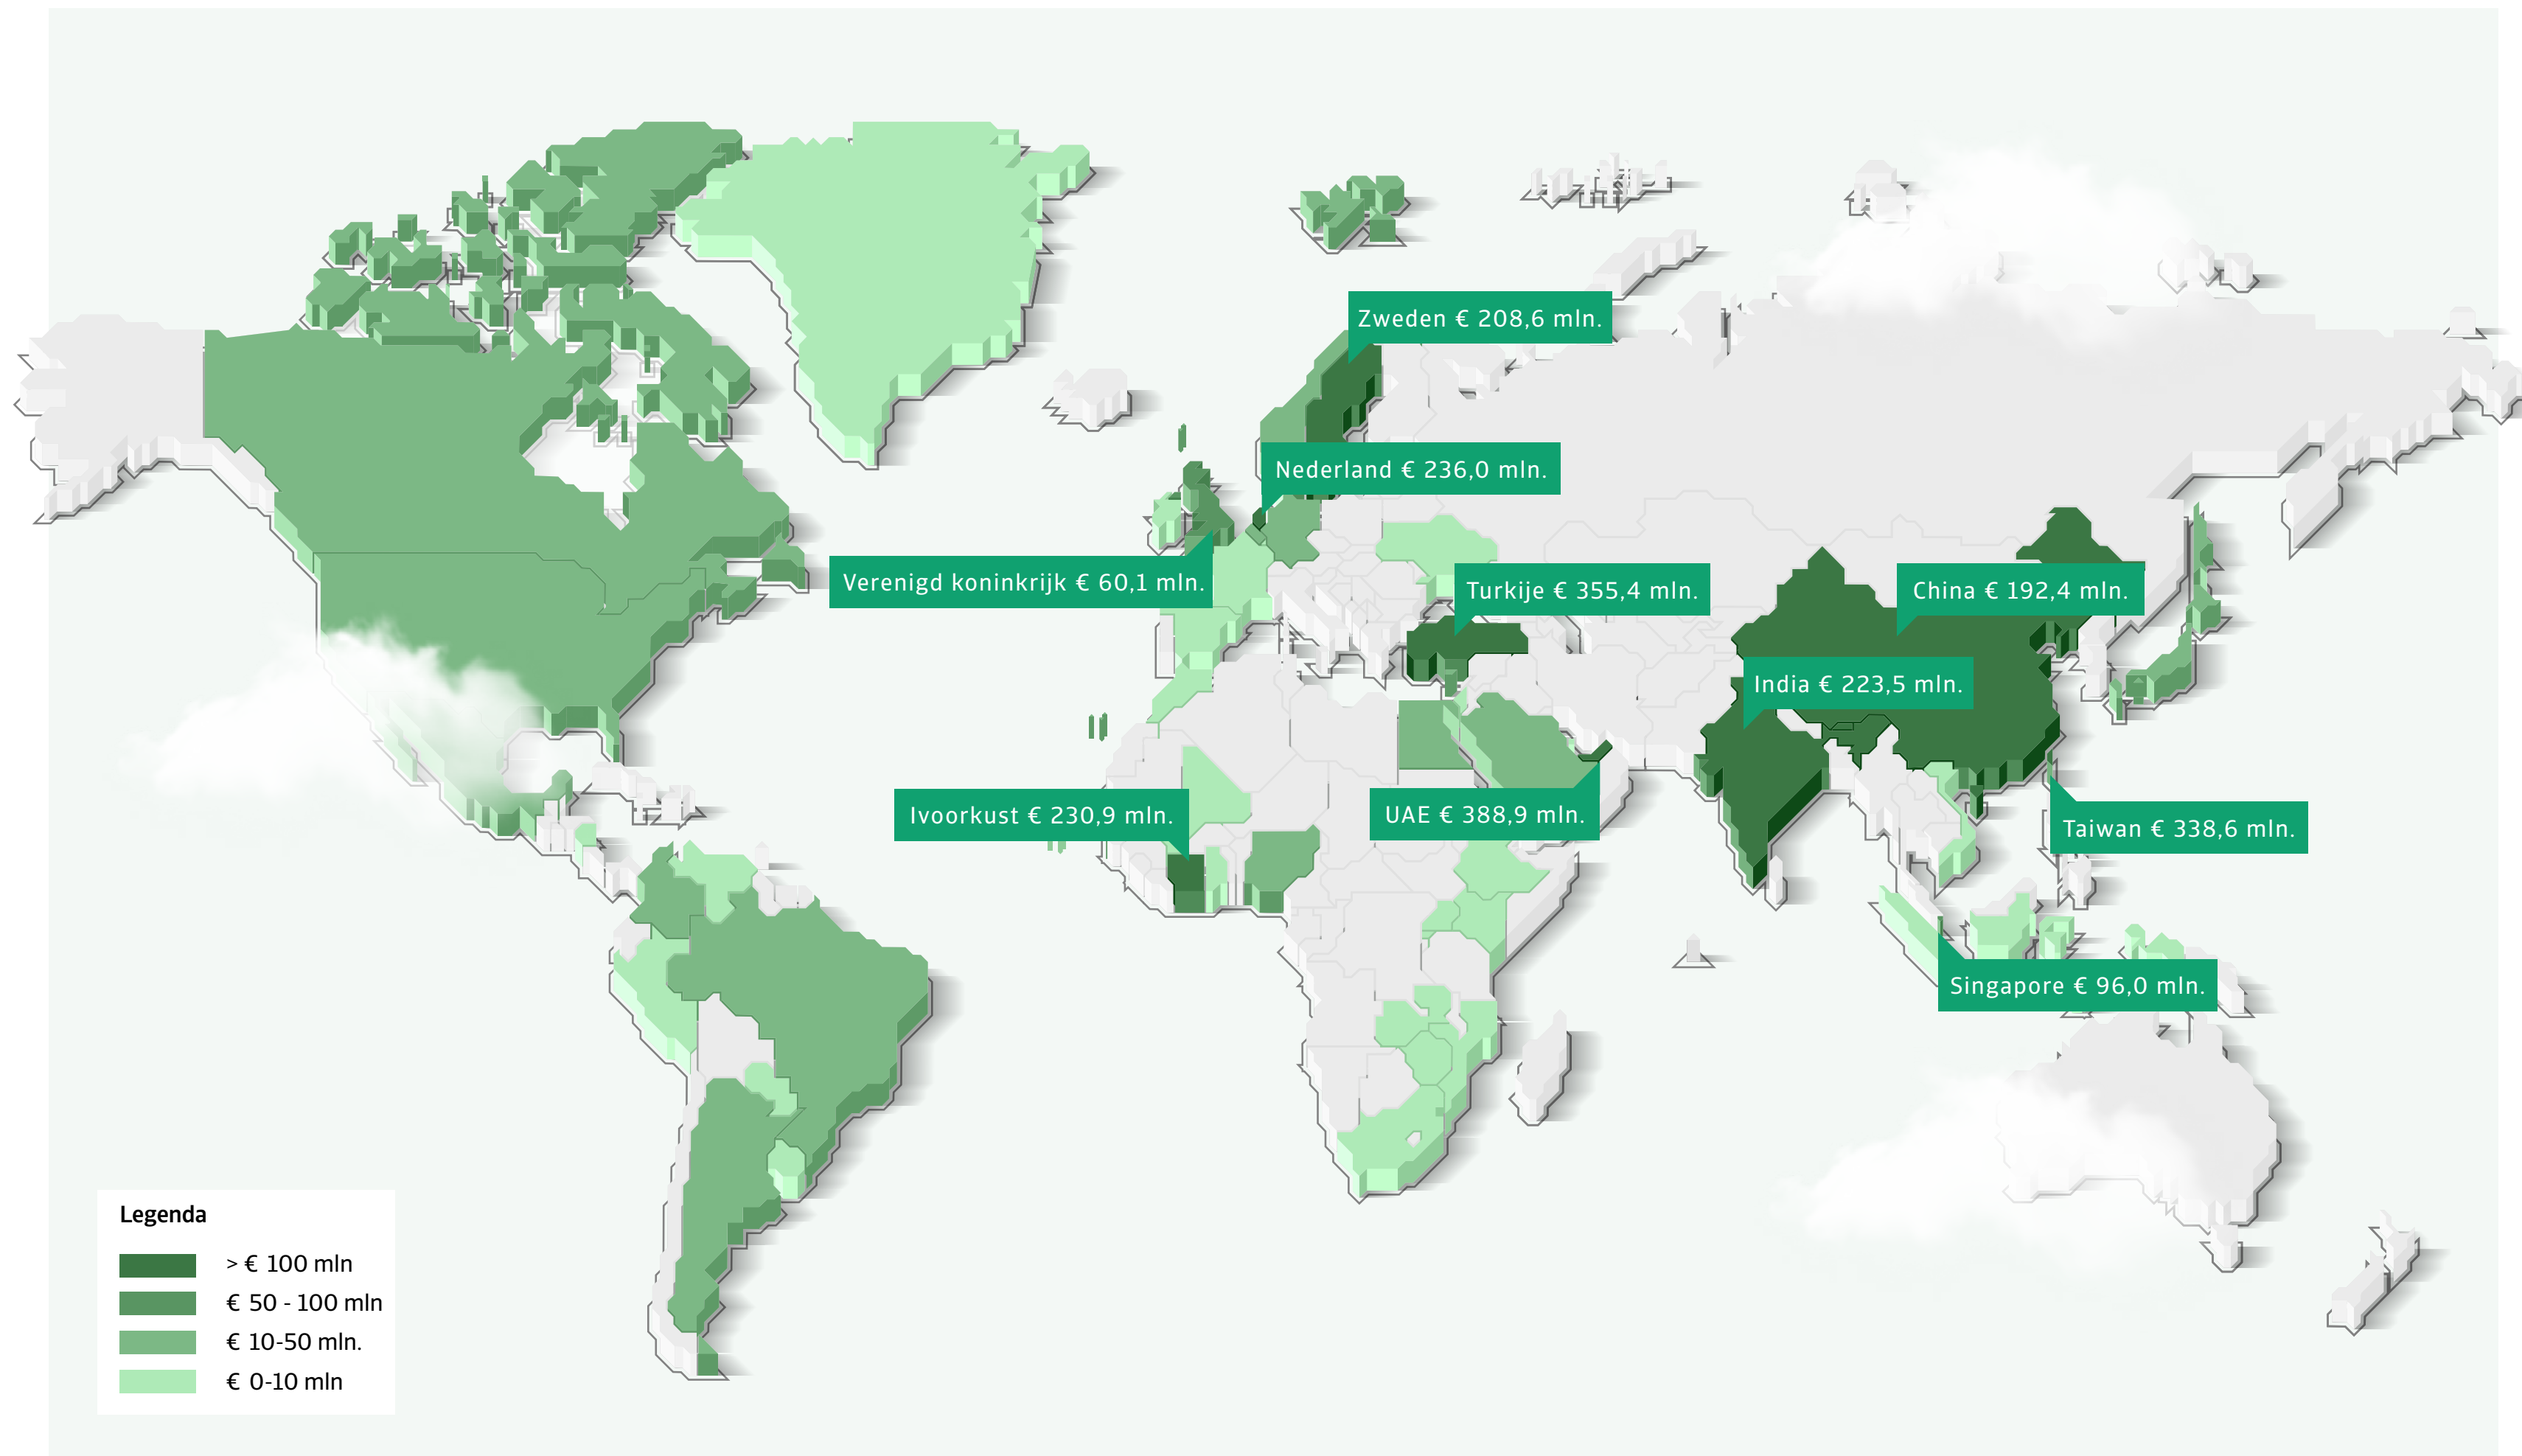 Zweden € 208,6 mln.
Nederland € 236,0 mln.
Verenigd koninkrijk € 60,1 mln.
Turkije € 355,4 mln.
China € 192,4 mln.
India € 223,5 mln.
Ivoorkust € 230,9 mln.
UAE € 388,9 mln.
Taiwan € 338,6 mln.
Singapore € 96,0 mln.
Legenda
> € 100 mln
€ 50 - 100 mln
€ 10-50 mln.
€ 0-10 mln